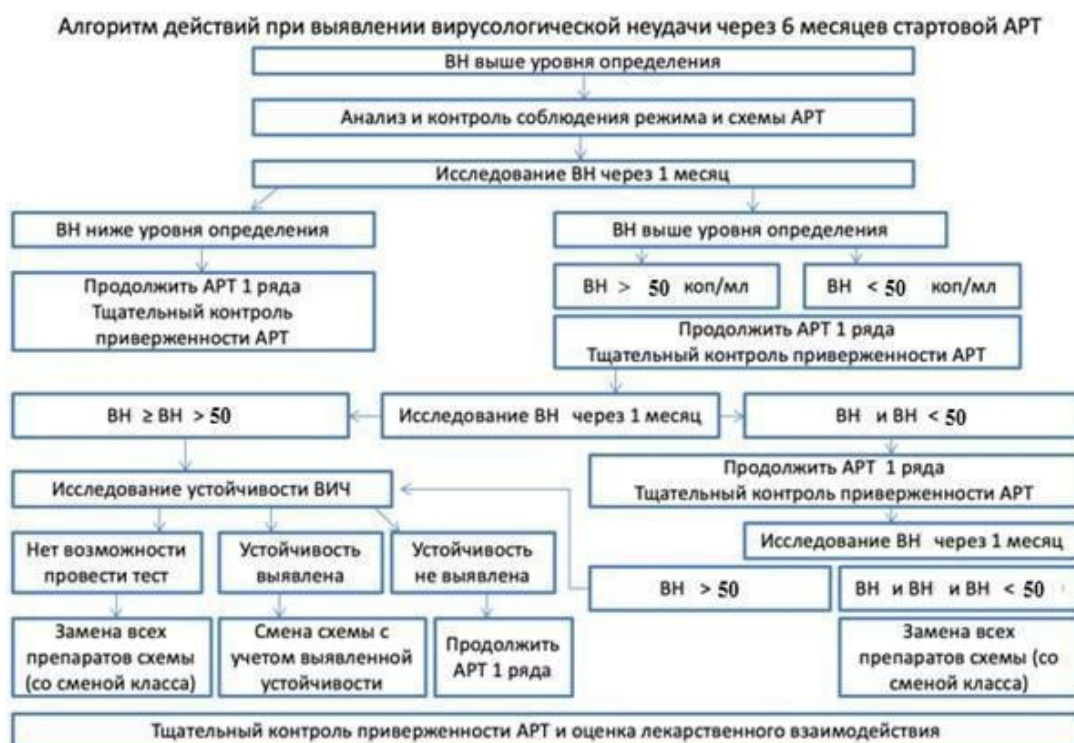 Алгоритм действий при выявлении вирусологической неудачи через 6 месяцев стартовой АРТ
ВН выше уровня определения
Анализ и контроль соблюдения режима и схемы АРТ
Исследование ВН через 1 месяц
ВН ниже уровня определения
ВН выше уровня определения
Продолжить АРТ 1 ряда
Тщательный контроль
приверженности АРТ
ВН > 50 коп/мл
ВН < 50 коп/мл
Продолжить АРТ 1 ряда
Тщательный контроль приверженности АРТ
ВН ≥ ВН > 50
Исследование ВН через 1 месяц
ВН и ВН < 50
Исследование устойчивости ВИЧ
Продолжить АРТ 1 ряда
Тщательный контроль приверженности АРТ
Исследование ВН через 1 месяц
Нет возможности
провести тест
Устойчивость
выявлена
Устойчивость
не выявлена
ВН > 50
ВН и ВН и ВН < 50
Замена всех
препаратов схемы
(со сменой класса)
Смена схемы с
учетом выявленной
устойчивости
Продолжить
АРТ 1 ряда
Замена всех
препаратов схемы (со
сменой класса)
Тщательный контроль приверженности АРТ и оценка лекарственного взаимодействия